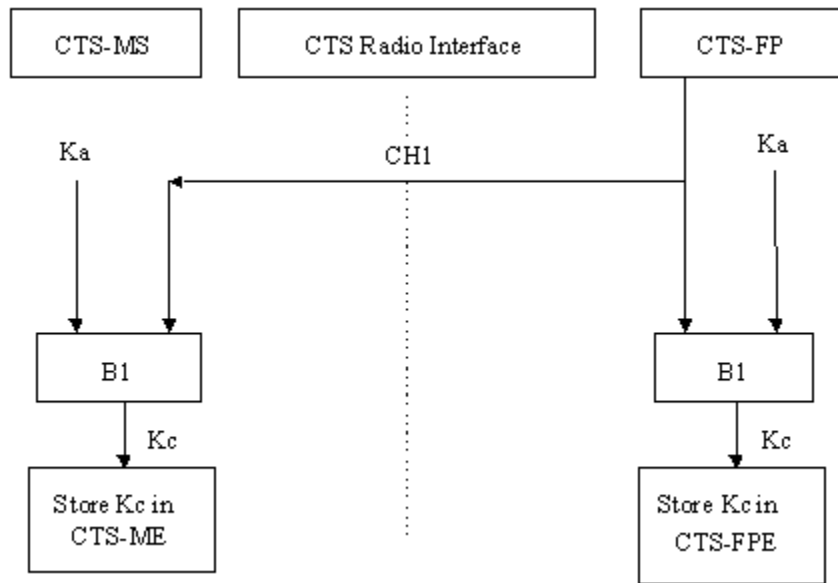 CTS-MS
CTS Radio Interface
CTS-FP
Ka
CH1
Ka
B1
B1
Kc
Kc
Store Kc in
CTS-ME
Store Kc in
CTS-FPE